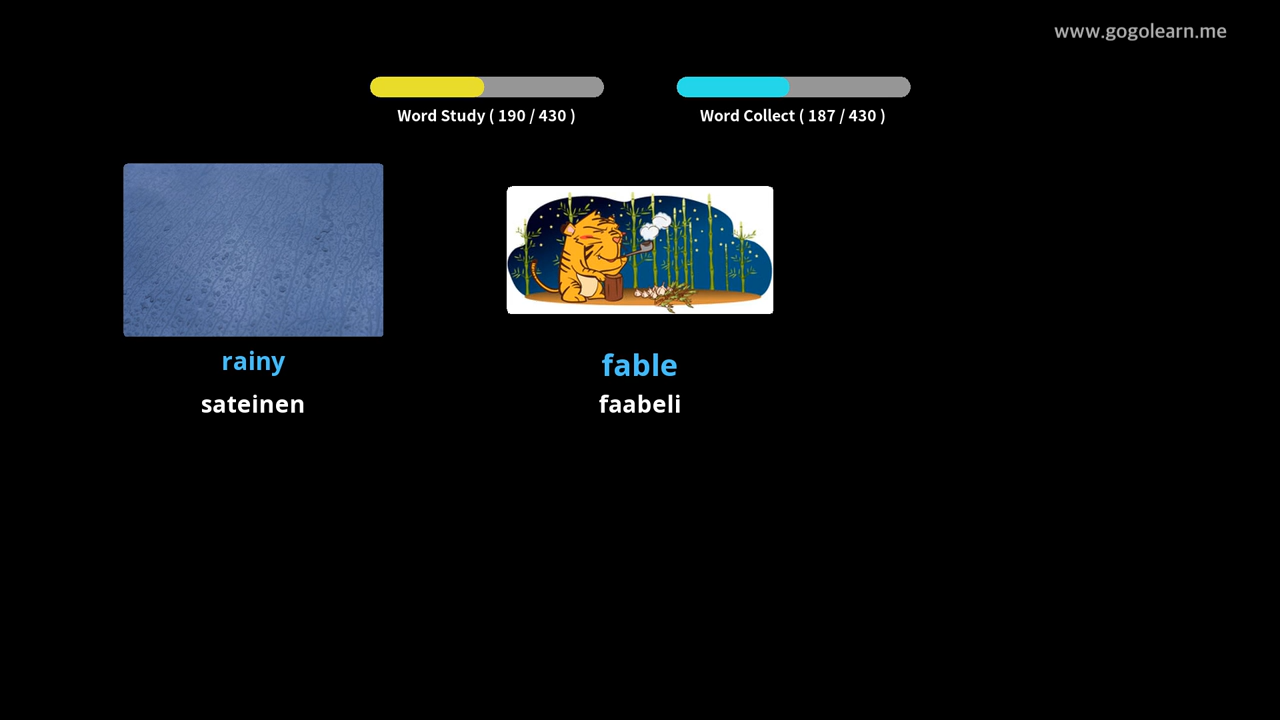 www.gogolearn.me
Word Study ( 190 / 430 )
Word Collect ( 187 / 430 )
rainy
sateinen
fable
faabeli